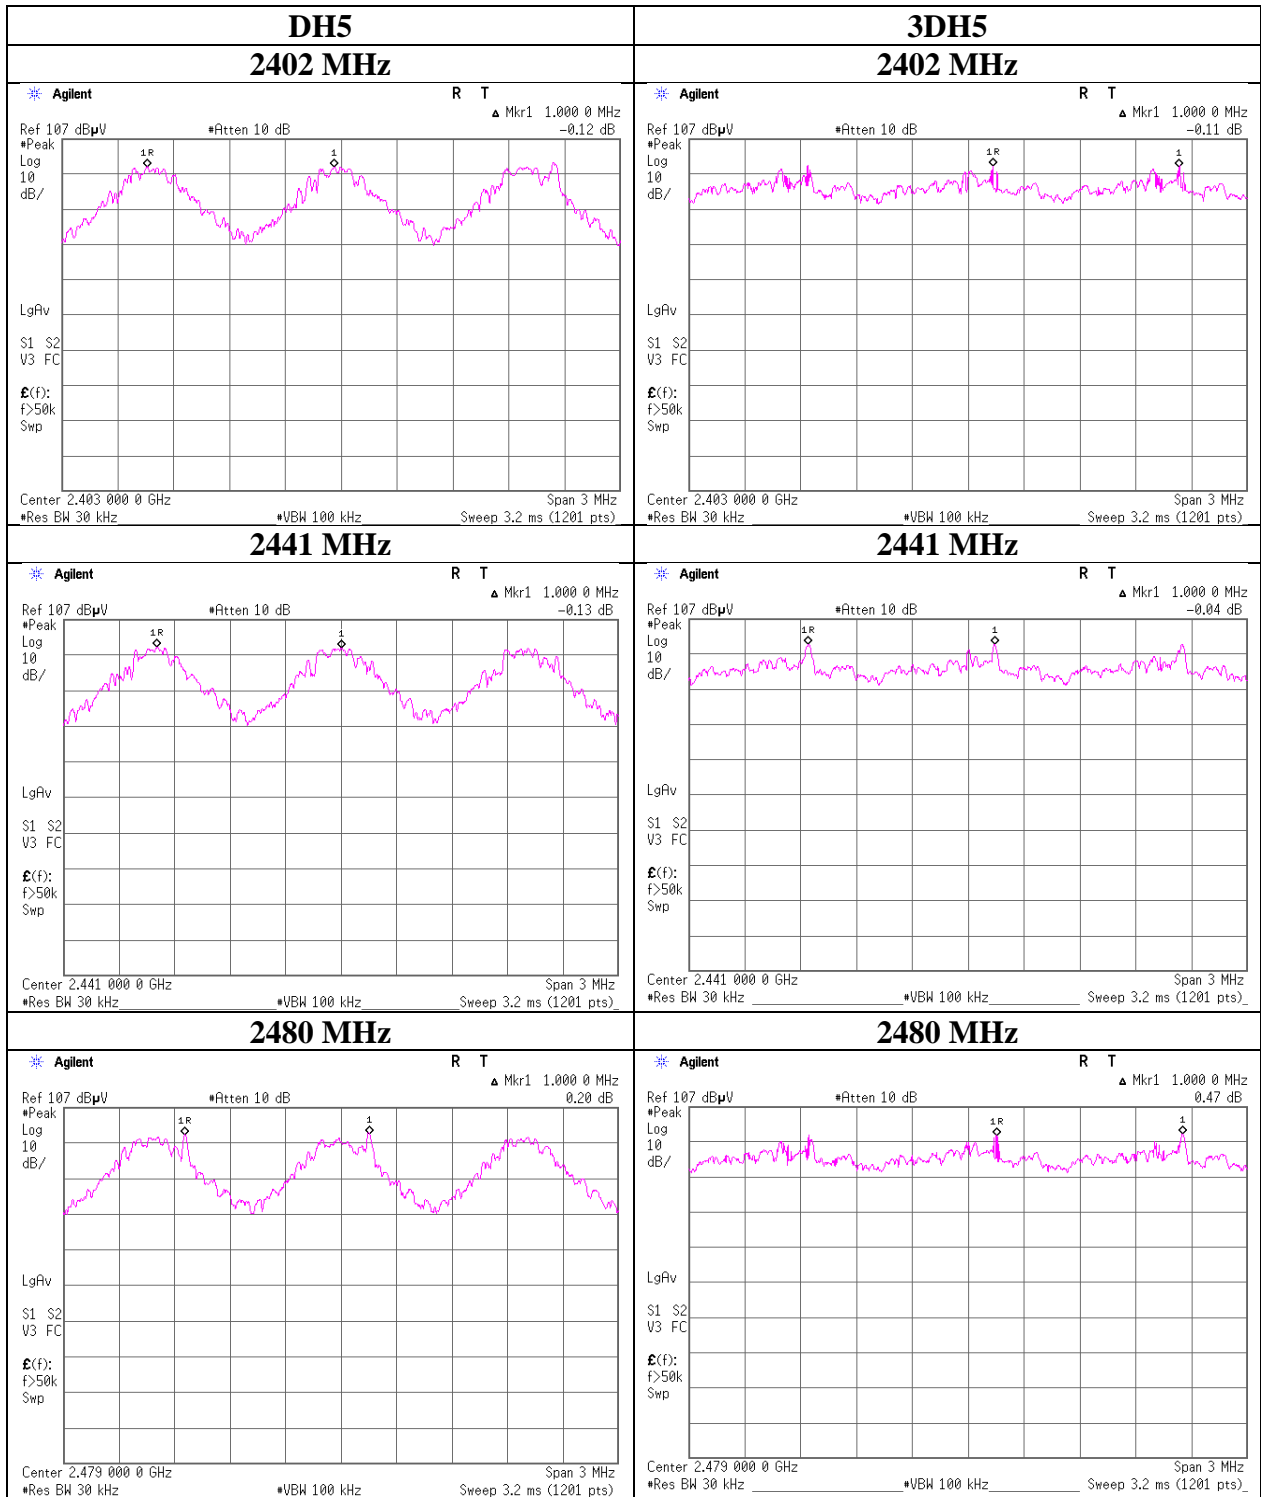 DH5
3DH5
2402 MHz
2402 MHz
Agilent
R T
Δ Mkr1 1.000 0 MHz
Ref 107 dBµV
#Atten 10 dB
-0.12 dB
#Peak
Log
10
dB/
1R
1
LgAv
S1 S2
V3 FC
£(f):
f>50k
Swp
Center 2.403 000 0 GHz
Span 3 MHz
#Res BW 30 kHz
#VBW 100 kHz
Sweep 3.2 ms (1201 pts)
Agilent
R T
Δ Mkr1 1.000 0 MHz
Ref 107 dBµV
#Atten 10 dB
-0.11 dB
#Peak
Log
10
dB/
1R
1
LgAv
S1 S2
V3 FC
£(f):
f>50k
Swp
Center 2.403 000 0 GHz
Span 3 MHz
#Res BW 30 kHz
#VBW 100 kHz
Sweep 3.2 ms (1201 pts)
2441 MHz
2441 MHz
Agilent
R T
Δ Mkr1 1.000 0 MHz
Ref 107 dBµV
#Atten 10 dB
-0.13 dB
#Peak
Log
10
dB/
1R
1
LgAv
S1 S2
V3 FC
£(f):
f>50k
Swp
Center 2.441 000 0 GHz
Span 3 MHz
#Res BW 30 kHz
#VBW 100 kHz
Sweep 3.2 ms (1201 pts)
Agilent
R T
Δ Mkr1 1.000 0 MHz
Ref 107 dBµV
#Atten 10 dB
-0.04 dB
#Peak
Log
10
dB/
1R
1
LgAv
S1 S2
V3 FC
£(f):
f>50k
Swp
Center 2.441 000 0 GHz
Span 3 MHz
#Res BW 30 kHz
#VBW 100 kHz
Sweep 3.2 ms (1201 pts)
2480 MHz
2480 MHz
Agilent
R T
Δ Mkr1 1.000 0 MHz
Ref 107 dBµV
#Atten 10 dB
0.20 dB
#Peak
Log
10
dB/
1R
1
LgAv
S1 S2
V3 FC
£(f):
f>50k
Swp
Center 2.479 000 0 GHz
Span 3 MHz
#Res BW 30 kHz
#VBW 100 kHz
Sweep 3.2 ms (1201 pts)
Agilent
R T
Δ Mkr1 1.000 0 MHz
Ref 107 dBµV
#Atten 10 dB
0.47 dB
#Peak
Log
10
dB/
1R
1
LgAv
S1 S2
V3 FC
£(f):
f>50k
Swp
Center 2.479 000 0 GHz
Span 3 MHz
#Res BW 30 kHz
#VBW 100 kHz
Sweep 3.2 ms (1201 pts)